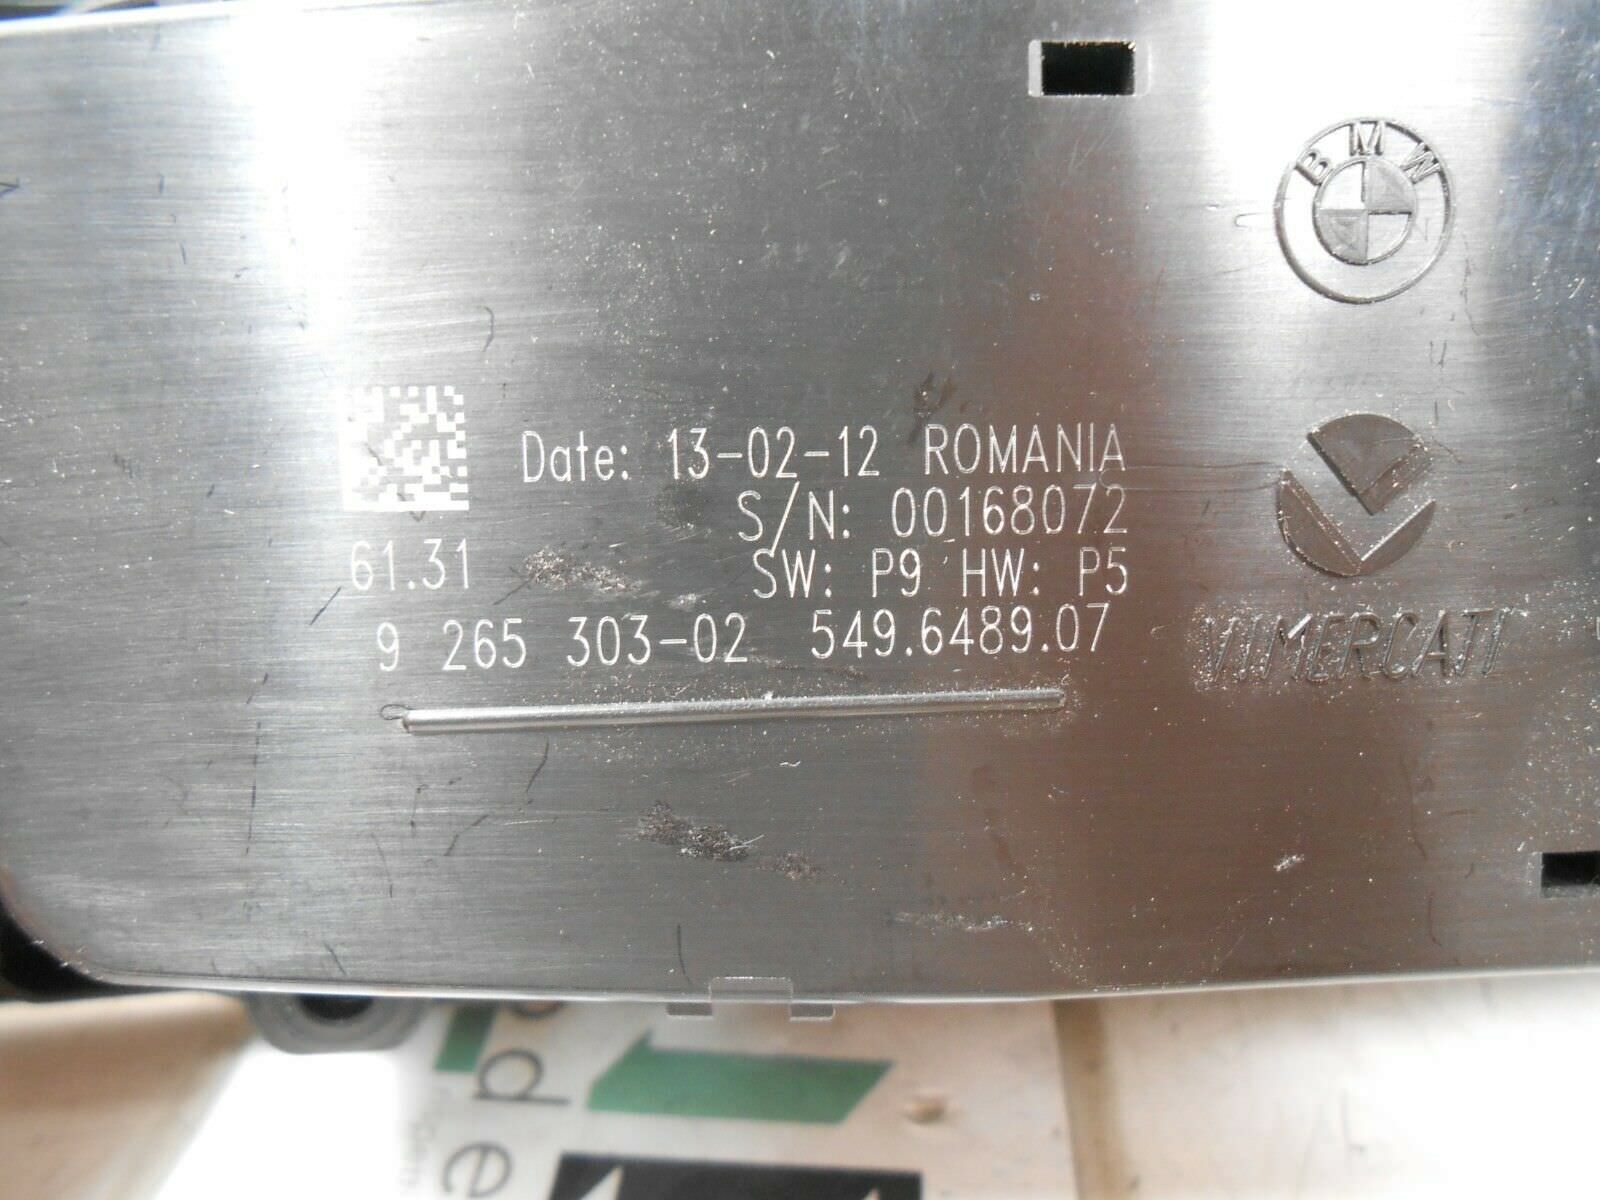 BMW
Date: 13-02-12 ROMANIA
S/N: 00168072
61.31 SW: P9 HW: P5
9 265 303-02 549.6489.07
VIMERCATI
de